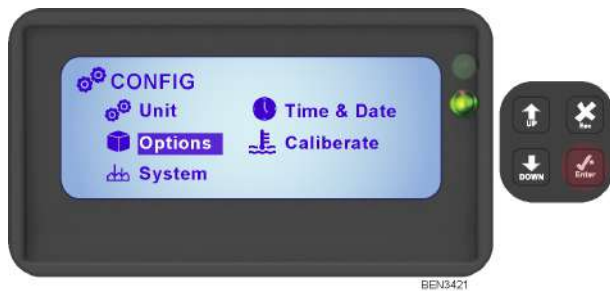 CONFIG
Unit
Time & Date
Options
Caliberate
System
UP
Esc
DOWN
Enter
BEN3421